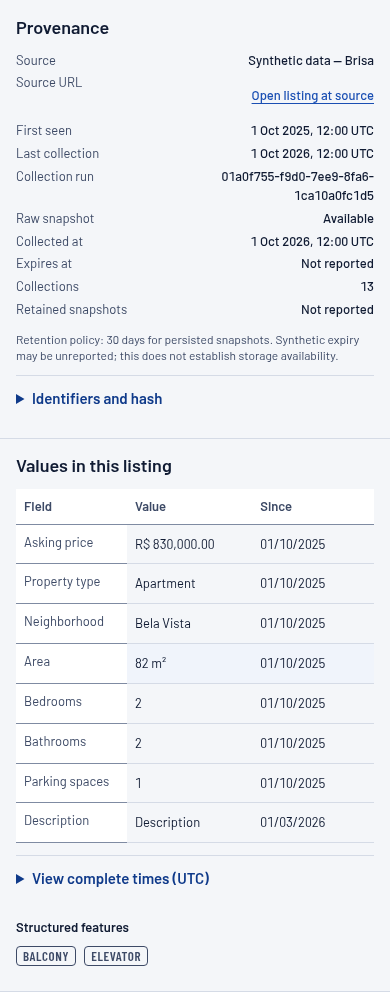 Provenance
Source Synthetic data — Brisa
Source URL
Open listing at source
First seen 1 Oct 2025, 12:00 UTC
Last collection 1 Oct 2026, 12:00 UTC
Collection run 01a0f755-f9d0-7ee9-8fa6-
1ca10a0fc1d5
Raw snapshot Available
Collected at 1 Oct 2026, 12:00 UTC
Expires at Not reported
Collections 13
Retained snapshots Not reported
Retention policy: 30 days for persisted snapshots. Synthetic expiry
may be unreported; this does not establish storage availability.
Identifiers and hash
Values in this listing
Field Value Since
Asking price R$ 830,000.00 01/10/2025
Property type Apartment 01/10/2025
Neighborhood Bela Vista 01/10/2025
Area 82 m² 01/10/2025
Bedrooms 2 01/10/2025
Bathrooms 2 01/10/2025
Parking spaces 1 01/10/2025
Description Description 01/03/2026
View complete times (UTC)
Structured features
BALCONY ELEVATOR